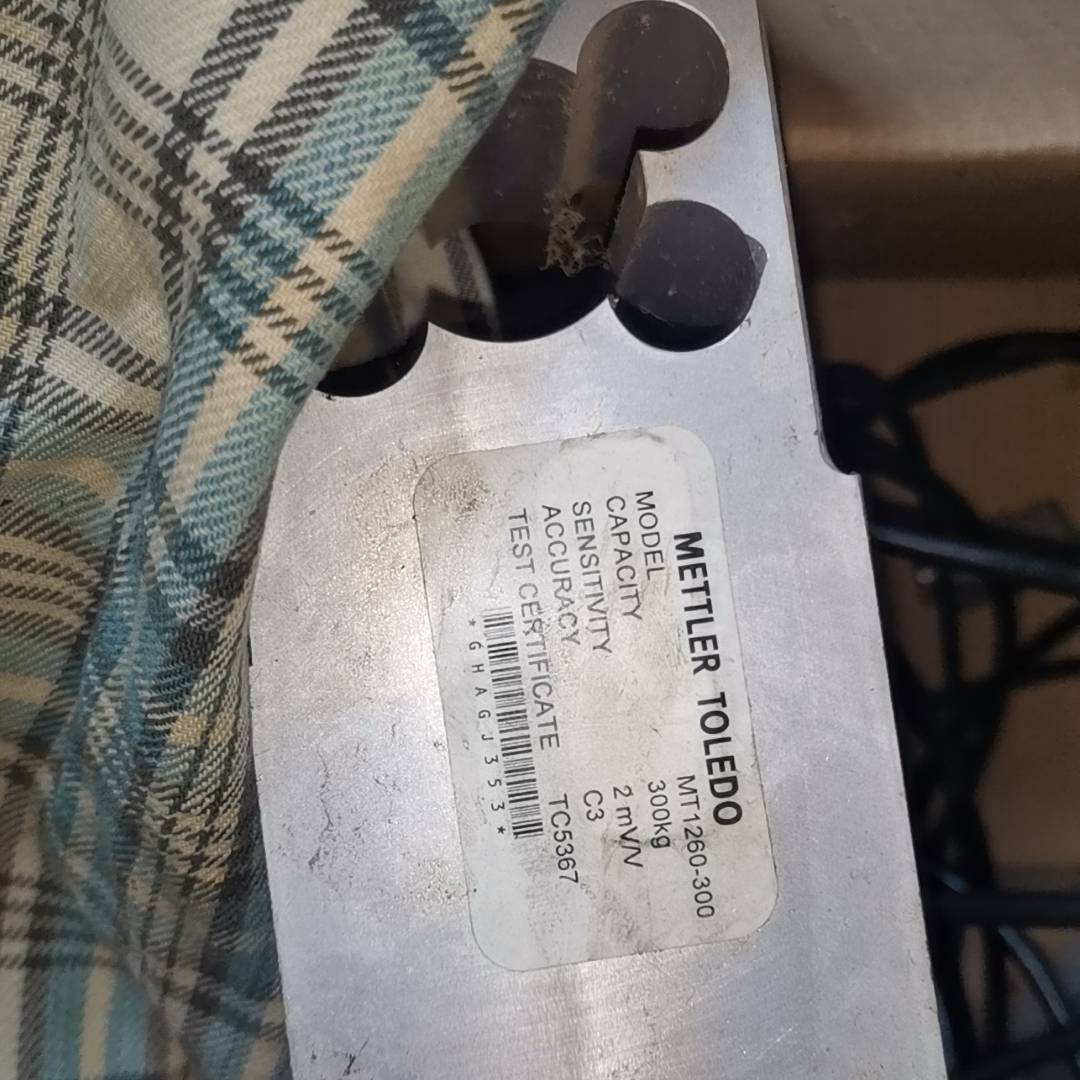 METTLER TOLEDO
MODEL MT1260-300
CAPACITY 300kg
SENSITIVITY 2 mV/V
ACCURACY C3
TEST CERTIFICATE TC5367
*GHAGJ353*